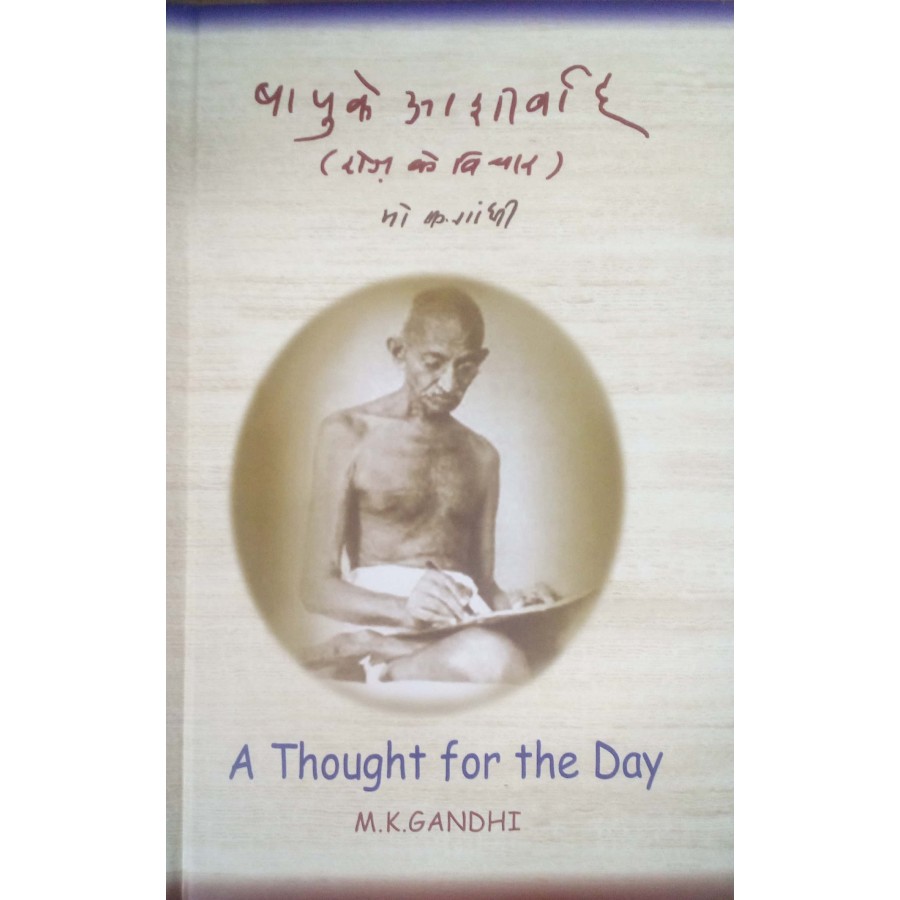 बापुके आशीर्वाद
(रोज़ के विचार)
मो क गांधी
A Thought for the Day
M.K.GANDHI